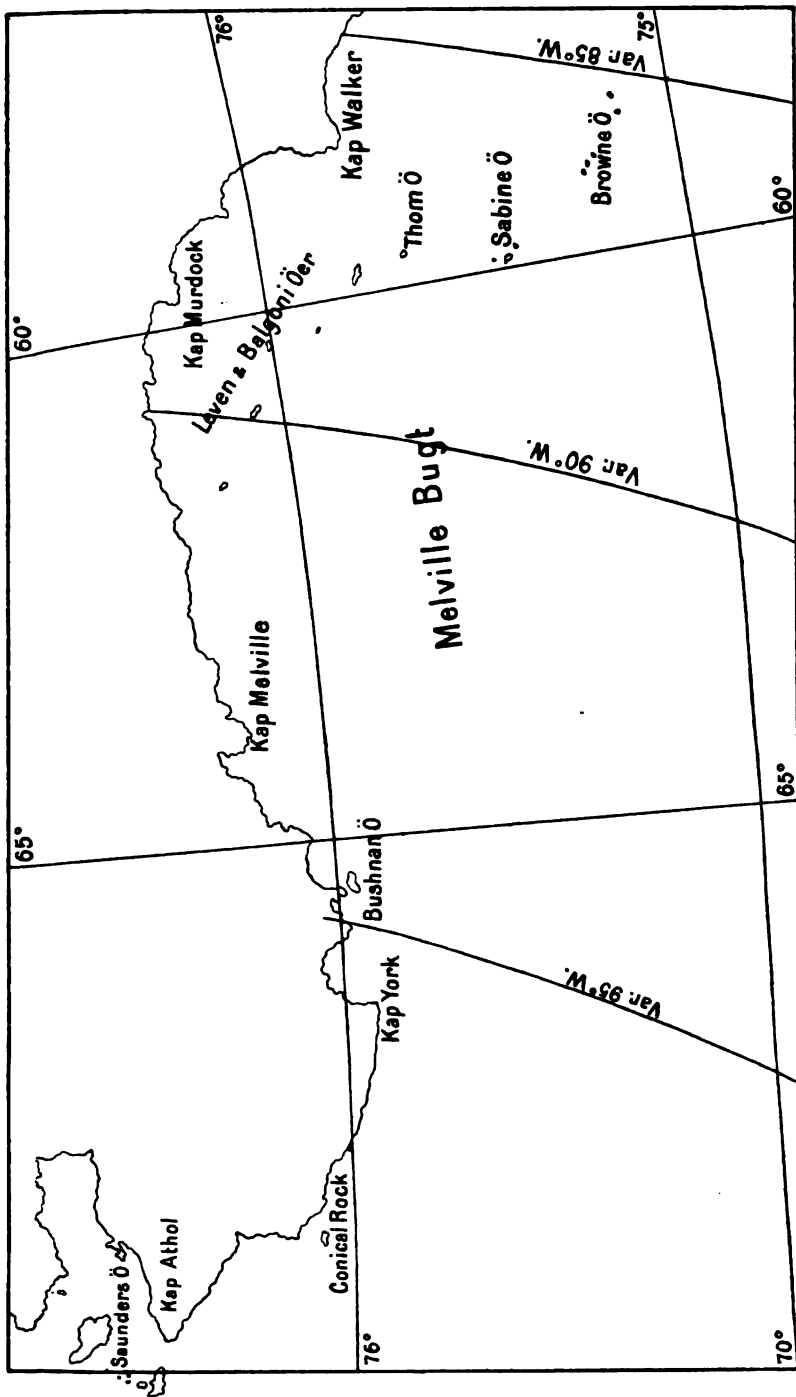 65°
60°
76°
75°
Saunders Ö
Kap Athol
Conical Rock
Kap York
Bushnan Ö
Kap Melville
Kap Murdock
Leven & Balgoni Öer
Kap Walker
Thom Ö
Sabine Ö
Browne Ö
Melville Bugt
Var. 95° W.
Var. 90° W.
Var. 85° W.
76°
70°
65°
60°